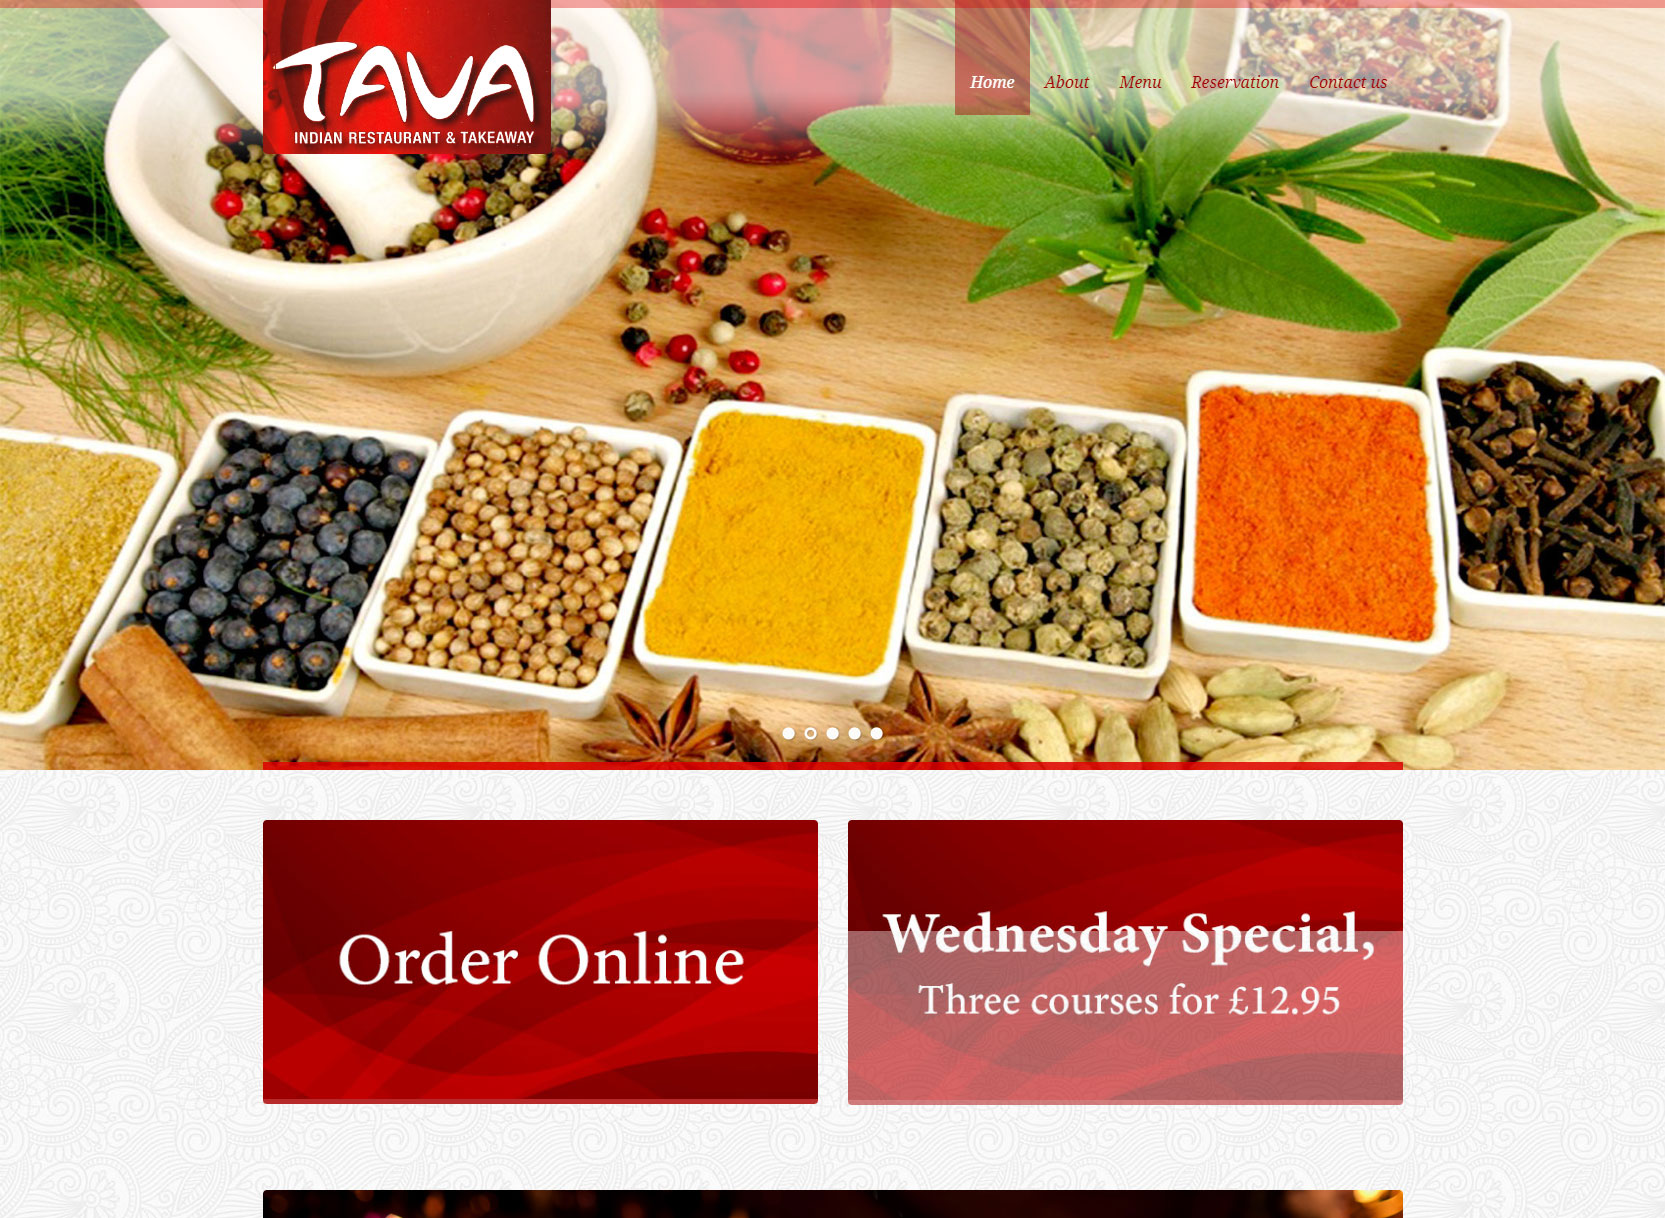 TAVA
INDIAN RESTAURANT & TAKEAWAY
Home About Menu Reservation Contact us
Order Online
Wednesday Special,
Three courses for £12.95